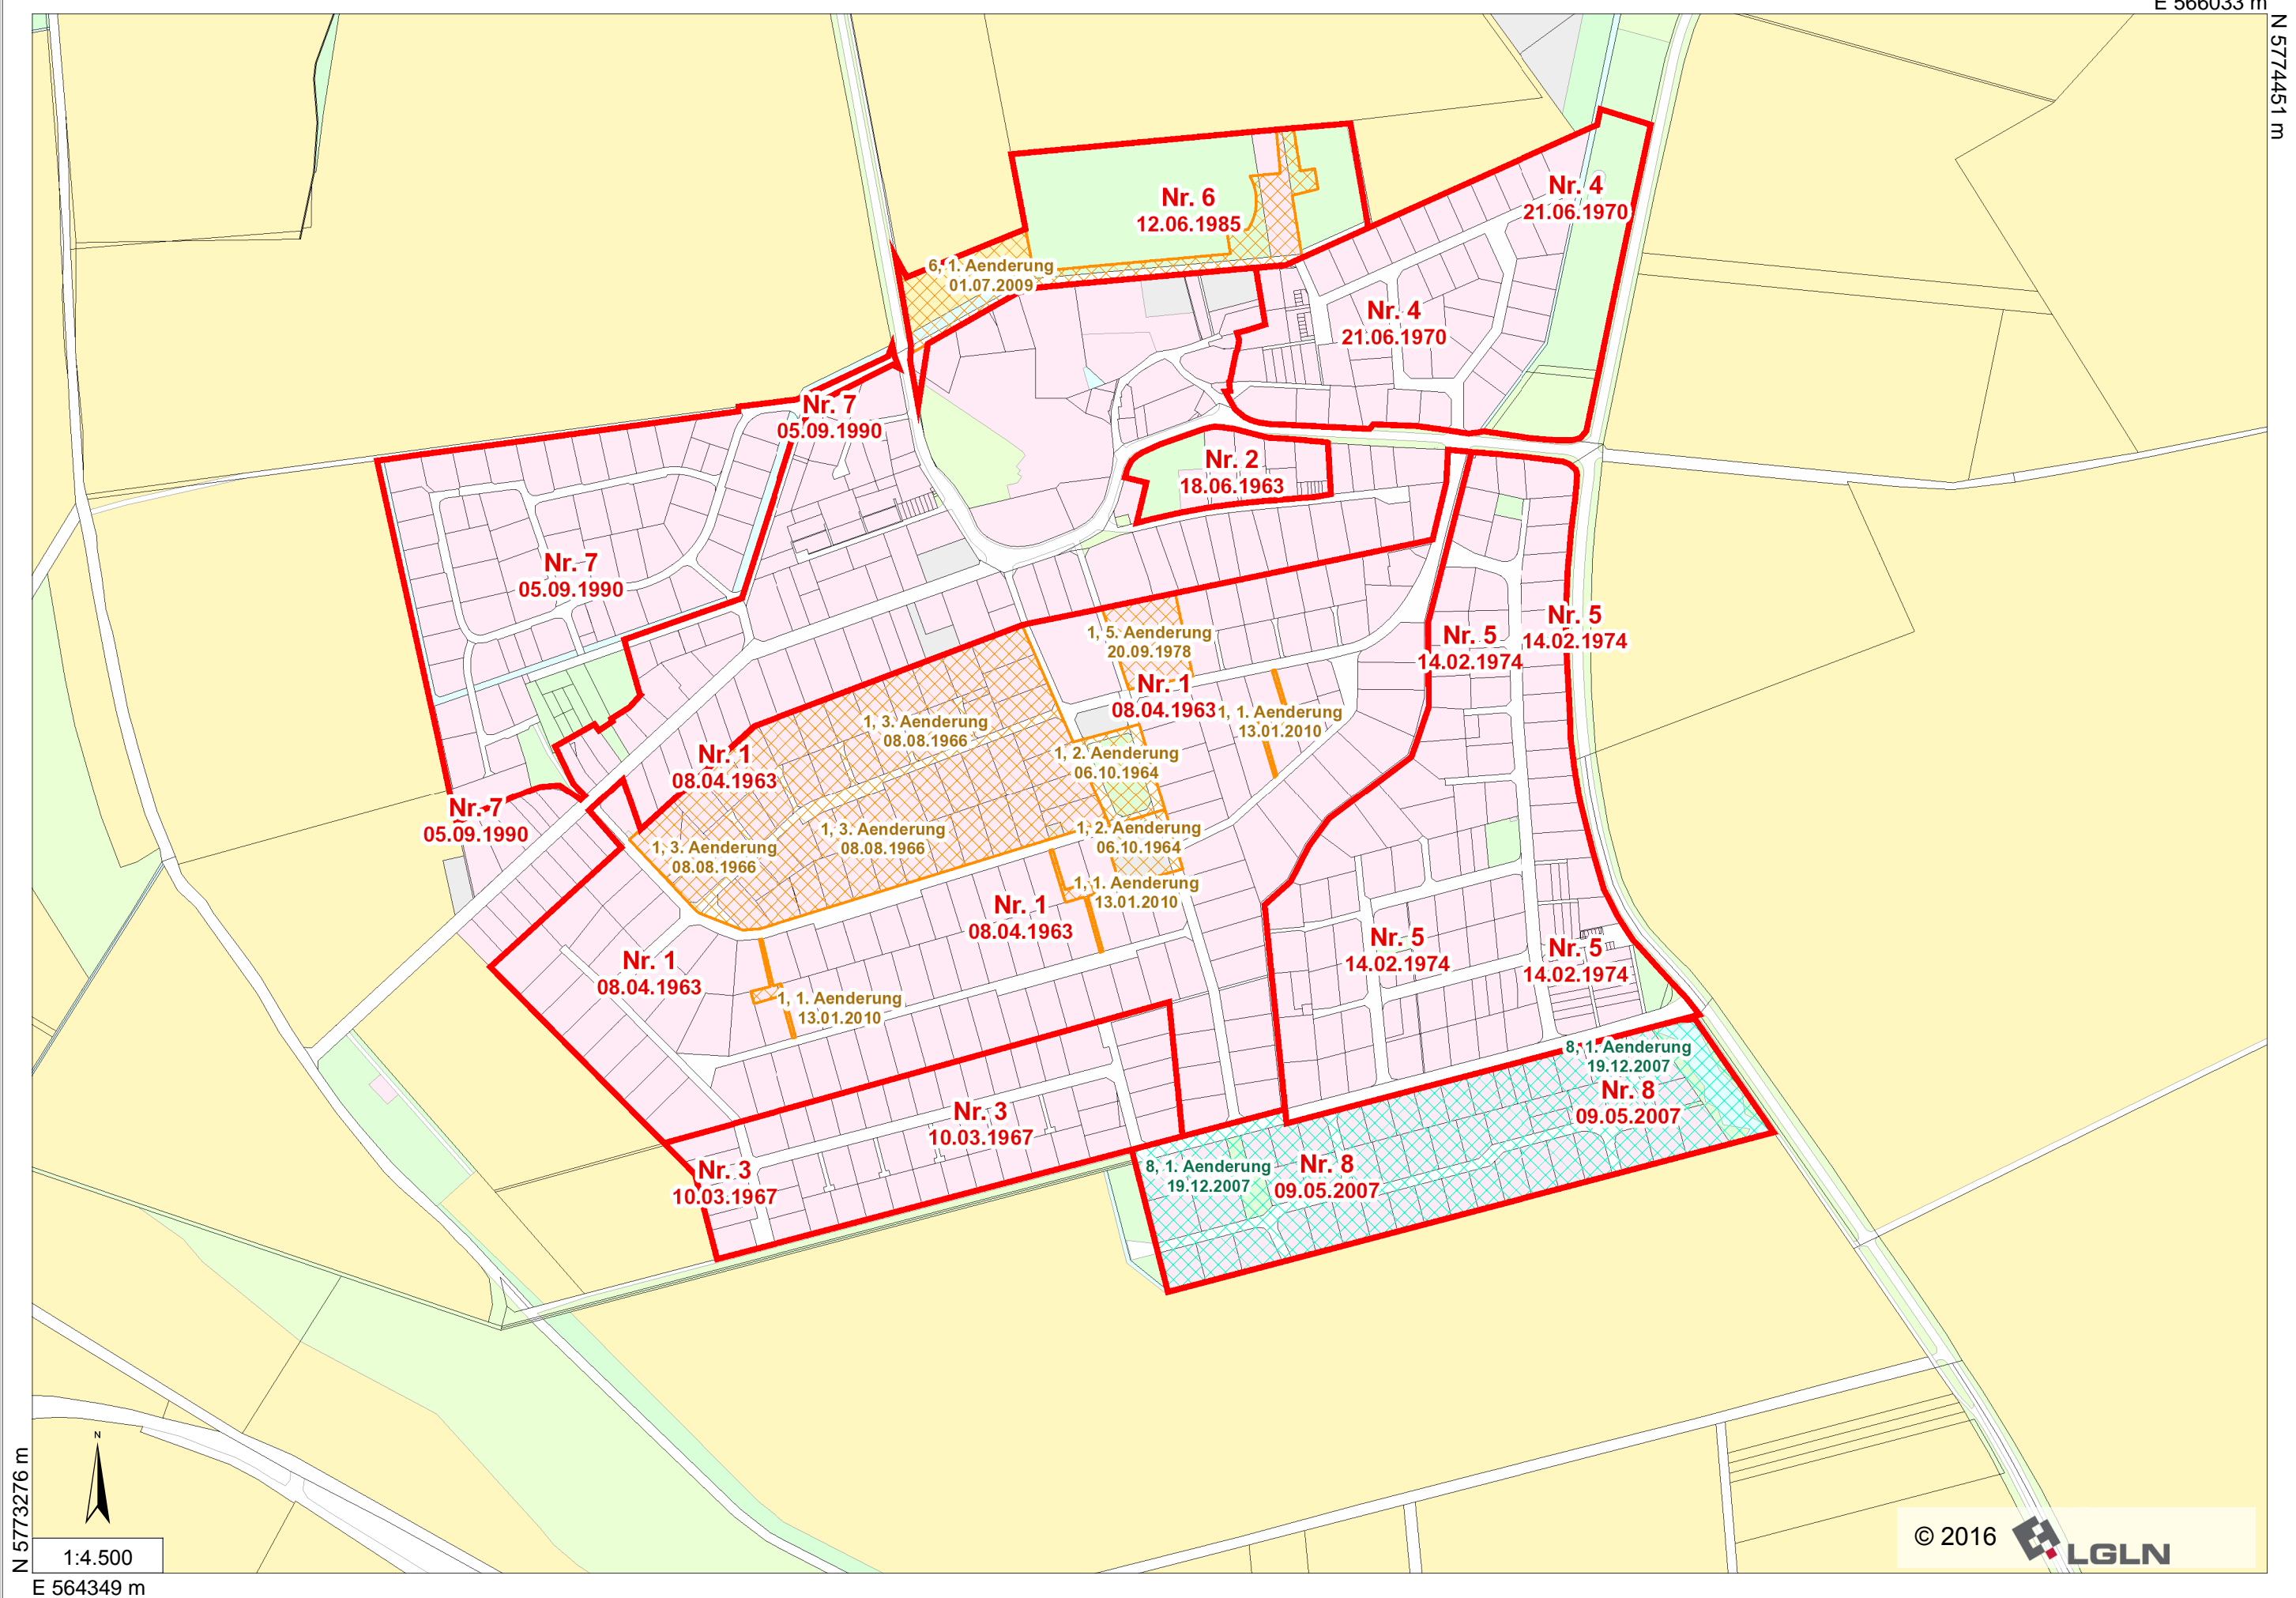 E 566033 m
N 5774451 m
Nr. 4
21.06.1970
Nr. 6
12.06.1985
6, 1. Aenderung
01.07.2009
Nr. 4
21.06.1970
Nr. 7
05.09.1990
Nr. 2
18.06.1963
Nr. 7
05.09.1990
Nr. 5
14.02.1974
1, 5. Aenderung
20.09.1978
Nr. 5
14.02.1974
Nr. 1
08.04.1963
1, 1. Aenderung
13.01.2010
1, 3. Aenderung
08.08.1966
Nr. 1
08.04.1963
1, 2. Aenderung
06.10.1964
Nr. 7
05.09.1990
1, 3. Aenderung
08.08.1966
1, 2. Aenderung
06.10.1964
1, 3. Aenderung
08.08.1966
1, 1. Aenderung
13.01.2010
Nr. 1
08.04.1963
Nr. 5
14.02.1974
Nr. 5
14.02.1974
Nr. 1
08.04.1963
1, 1. Aenderung
13.01.2010
8, 1. Aenderung
19.12.2007
Nr. 8
09.05.2007
Nr. 3
10.03.1967
Nr. 3
10.03.1967
8, 1. Aenderung
19.12.2007
Nr. 8
09.05.2007
N
N 5773276 m
1:4.500
E 564349 m
© 2016 LGLN